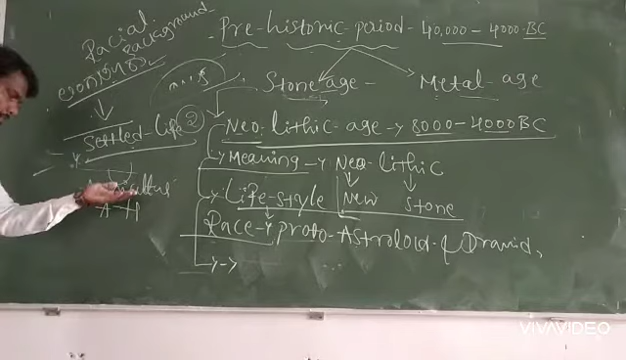 Pre-historic period - 40,000 - 4000 BC
Racial
background
Stone age -
Metal age
Settled-life
②
Neo-lithic age → 8000 - 4000 BC
Meaning → Neo-lithic
Life-style
New
Stone
Race → proto-Astroloid & Dravid,
VIVAVIDEO